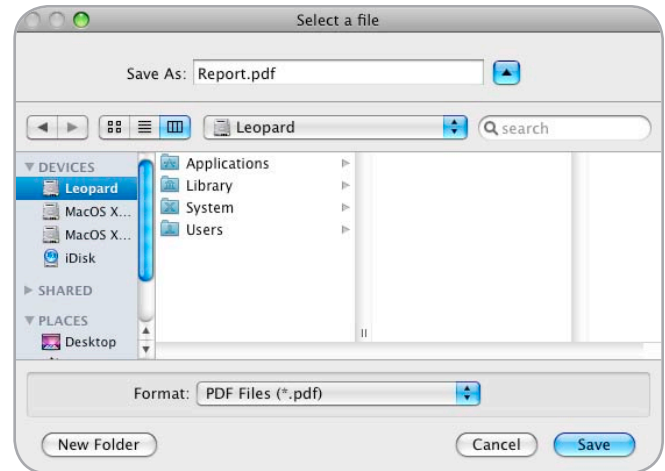 Select a file
Save As: Report.pdf
Leopard
search
DEVICES
Leopard
MacOS X...
MacOS X...
iDisk
SHARED
PLACES
Desktop
Applications
Library
System
Users
Format: PDF Files (*.pdf)
New Folder
Cancel
Save